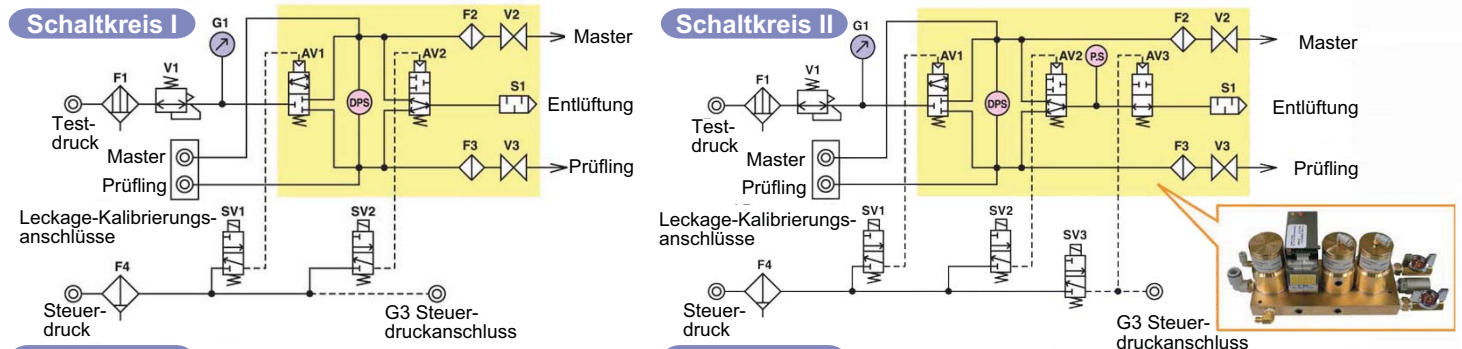 Schaltkreis I
G1
F2
V2
Master
AV1
AV2
F1
V1
DPS
S1
Entlüftung
Test-
druck
Master
Prüfling
F3
V3
Prüfling
Leckage-Kalibrierungs-
anschlüsse
SV1
SV2
F4
Steuer-
druck
G3 Steuer-
druckanschluss
Schaltkreis II
G1
F2
V2
Master
AV1
AV2
P.S
AV3
F1
V1
DPS
S1
Entlüftung
Test-
druck
Master
Prüfling
F3
V3
Prüfling
Leckage-Kalibrierungs-
anschlüsse
SV1
SV2
SV3
F4
Steuer-
druck
G3 Steuer-
druckanschluss